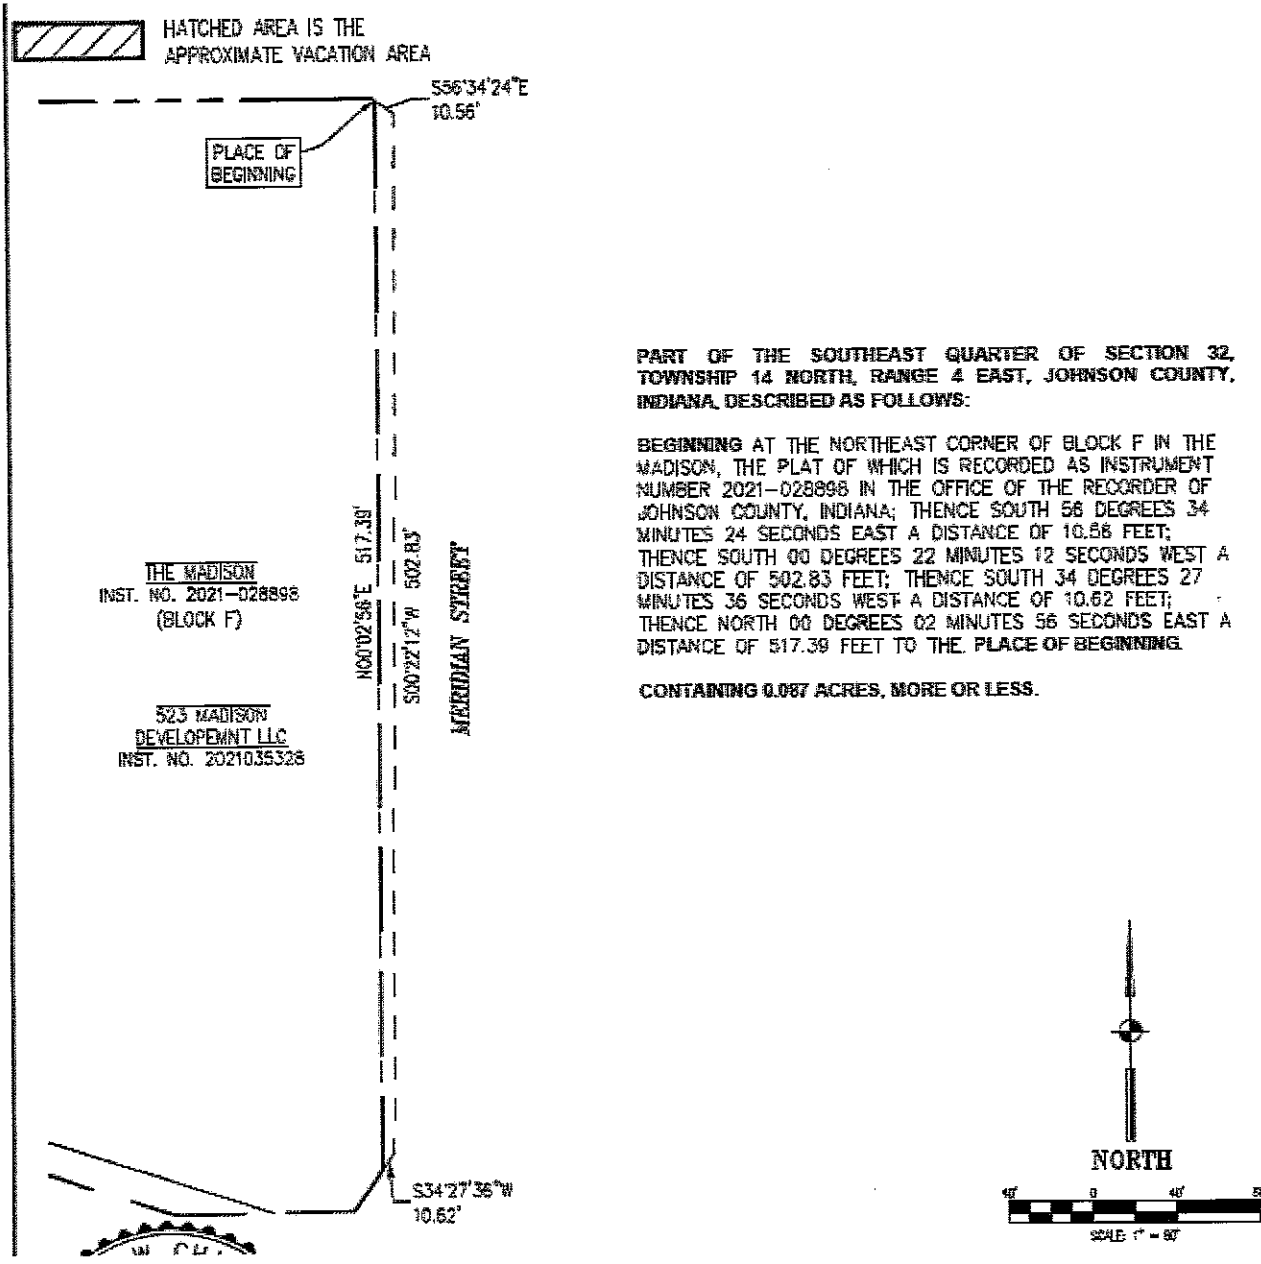 HATCHED AREA IS THE
APPROXIMATE VACATION AREA
S56°34'24"E
10.56'
PLACE OF
BEGINNING
PART OF THE SOUTHEAST QUARTER OF SECTION 32,
TOWNSHIP 14 NORTH, RANGE 4 EAST, JOHNSON COUNTY,
INDIANA, DESCRIBED AS FOLLOWS:
BEGINNING AT THE NORTHEAST CORNER OF BLOCK F IN THE
MADISON, THE PLAT OF WHICH IS RECORDED AS INSTRUMENT
NUMBER 2021-028898 IN THE OFFICE OF THE RECORDER OF
JOHNSON COUNTY, INDIANA; THENCE SOUTH 56 DEGREES 34
MINUTES 24 SECONDS EAST A DISTANCE OF 10.56 FEET;
THENCE SOUTH 00 DEGREES 22 MINUTES 12 SECONDS WEST A
DISTANCE OF 502.83 FEET; THENCE SOUTH 34 DEGREES 27
MINUTES 36 SECONDS WEST A DISTANCE OF 10.62 FEET;
THENCE NORTH 00 DEGREES 02 MINUTES 56 SECONDS EAST A
DISTANCE OF 517.39 FEET TO THE PLACE OF BEGINNING.
CONTAINING 0.087 ACRES, MORE OR LESS.
N00°02'56"E 517.39'
S00°22'12"W 502.83'
MERIDIAN STREET
THE MADISON
INST. NO. 2021-028898
(BLOCK F)
523 MADISON
DEVELOPEMNT LLC
INST. NO. 2021035328
S34°27'36"W
10.62'
NORTH
40' 0 40'
SCALE: 1" = 80'